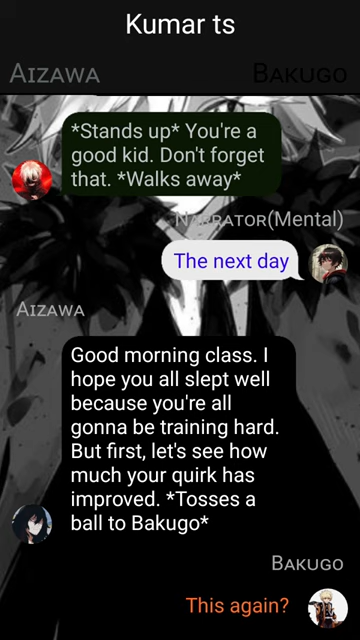 Kumar ts
Aizawa
Bakugo
*Stands up* You're a
good kid. Don't forget
that. *Walks away*
Narrator(Mental)
The next day
Aizawa
Good morning class. I
hope you all slept well
because you're all
gonna be training hard.
But first, let's see how
much your quirk has
improved. *Tosses a
ball to Bakugo*
Bakugo
This again?